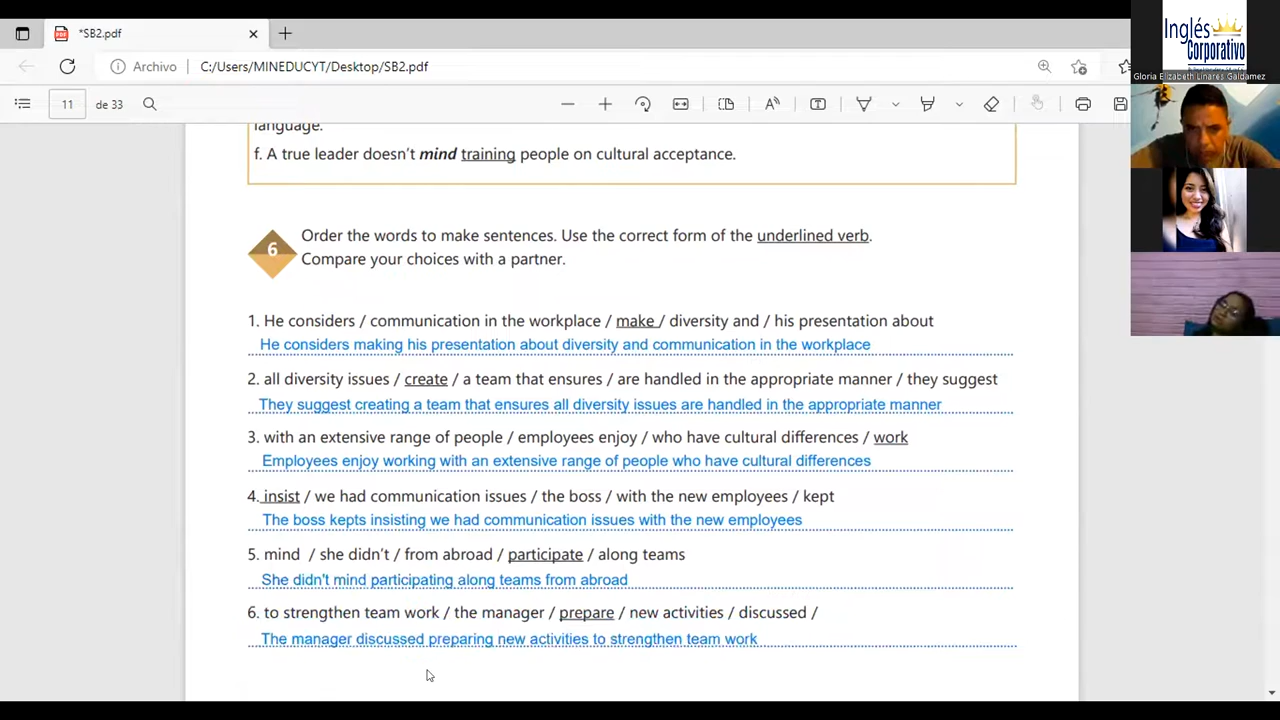 *SB2.pdf
Archivo C:/Users/MINEDUCYT/Desktop/SB2.pdf
11 de 33
Inglés
Corporativo
Gloria Elizabeth Linares Galdamez
language.
f. A true leader doesn't mind training people on cultural acceptance.
6
Order the words to make sentences. Use the correct form of the underlined verb.
Compare your choices with a partner.
1. He considers / communication in the workplace / make / diversity and / his presentation about
He considers making his presentation about diversity and communication in the workplace
2. all diversity issues / create / a team that ensures / are handled in the appropriate manner / they suggest
They suggest creating a team that ensures all diversity issues are handled in the appropriate manner
3. with an extensive range of people / employees enjoy / who have cultural differences / work
Employees enjoy working with an extensive range of people who have cultural differences
4. insist / we had communication issues / the boss / with the new employees / kept
The boss kepts insisting we had communication issues with the new employees
5. mind / she didn't / from abroad / participate / along teams
She didn't mind participating along teams from abroad
6. to strengthen team work / the manager / prepare / new activities / discussed /
The manager discussed preparing new activities to strengthen team work